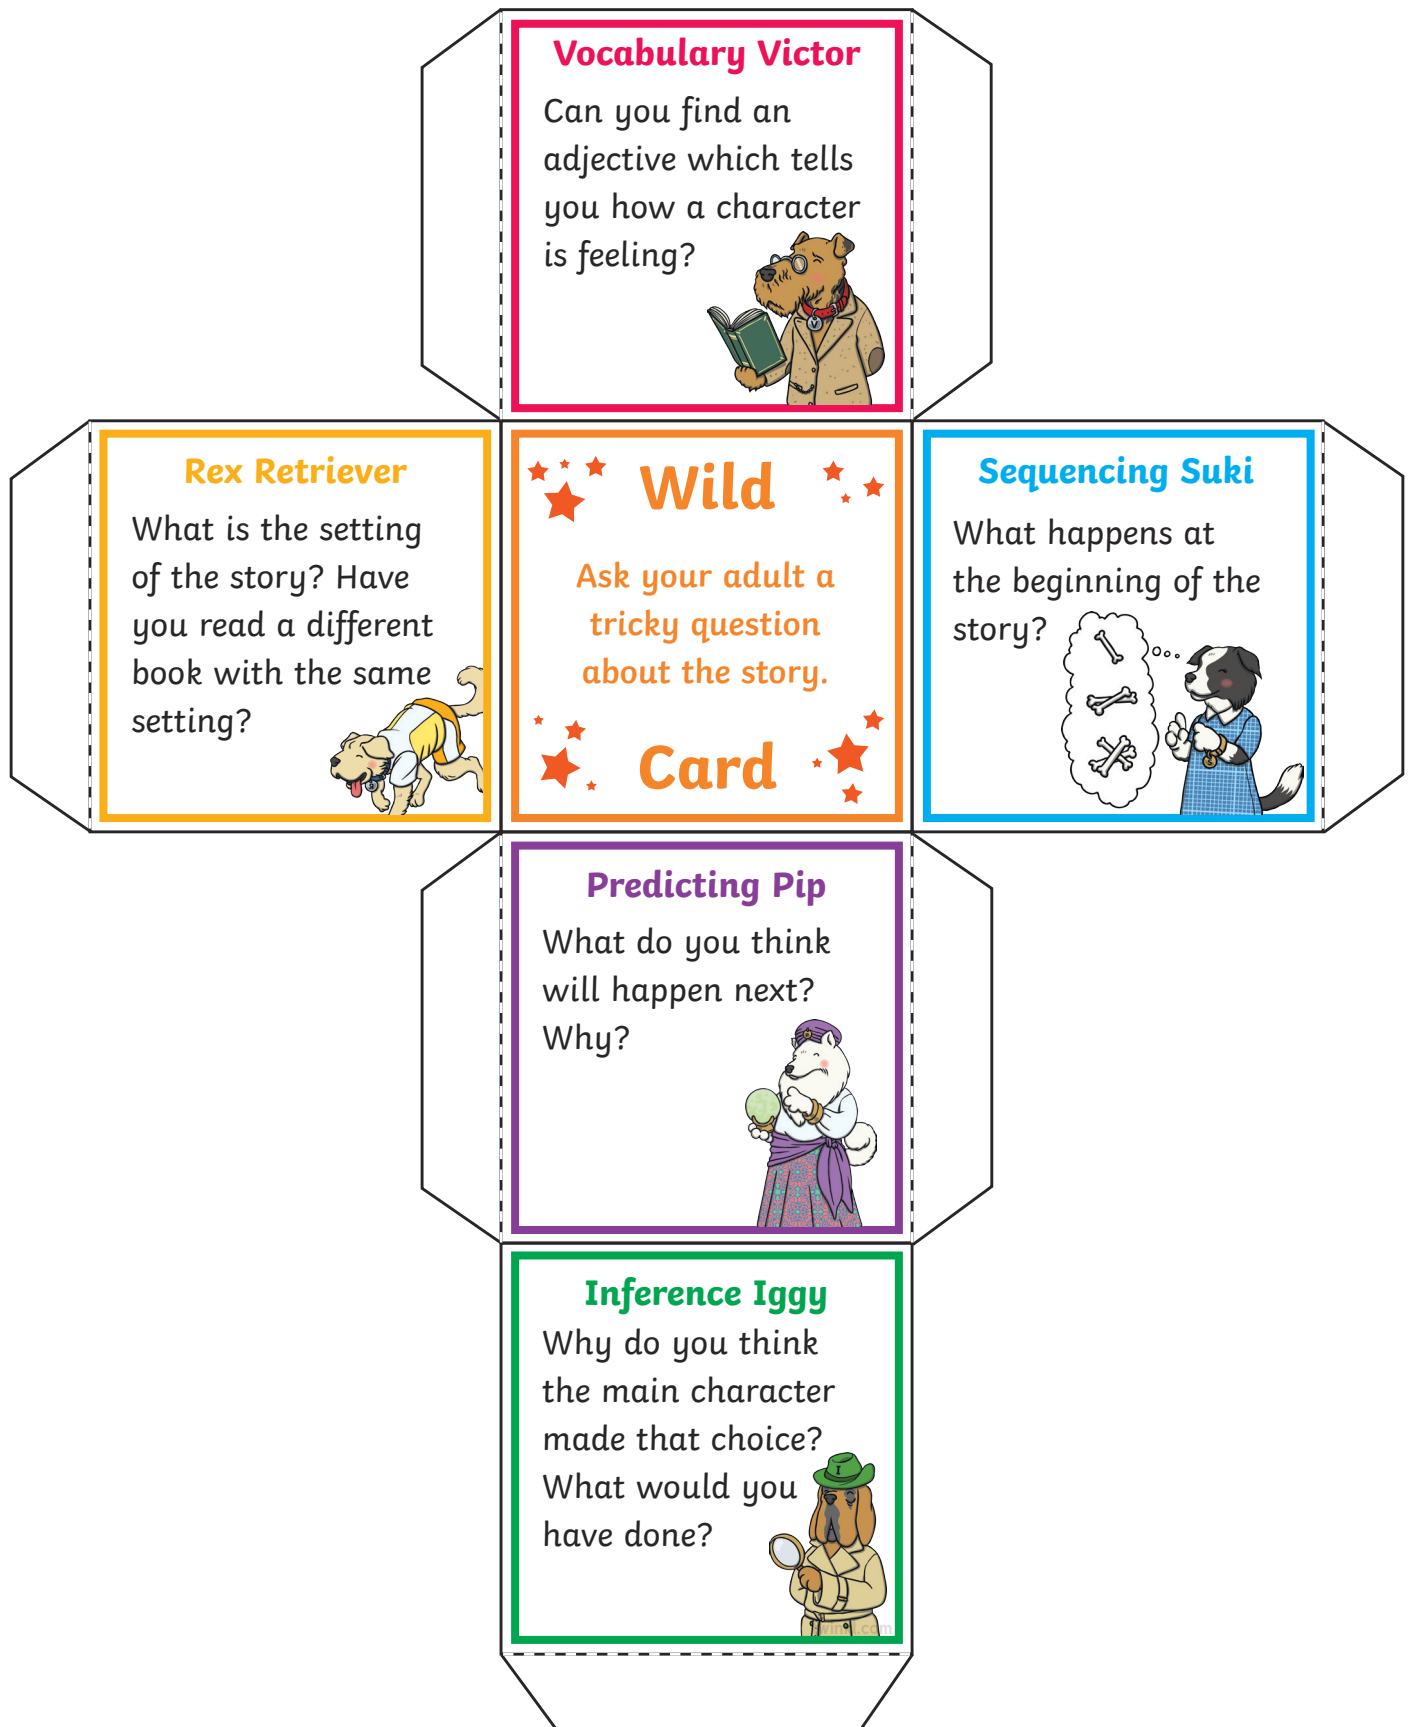 Vocabulary Victor
Can you find an
adjective which tells
you how a character
is feeling?
V
Rex Retriever
What is the setting
of the story? Have
you read a different
book with the same
setting?
Wild
Ask your adult a
tricky question
about the story.
Card
Sequencing Suki
What happens at
the beginning of the
story?
Predicting Pip
What do you think
will happen next?
Why?
Inference Iggy
Why do you think
the main character
made that choice?
What would you
have done?
I